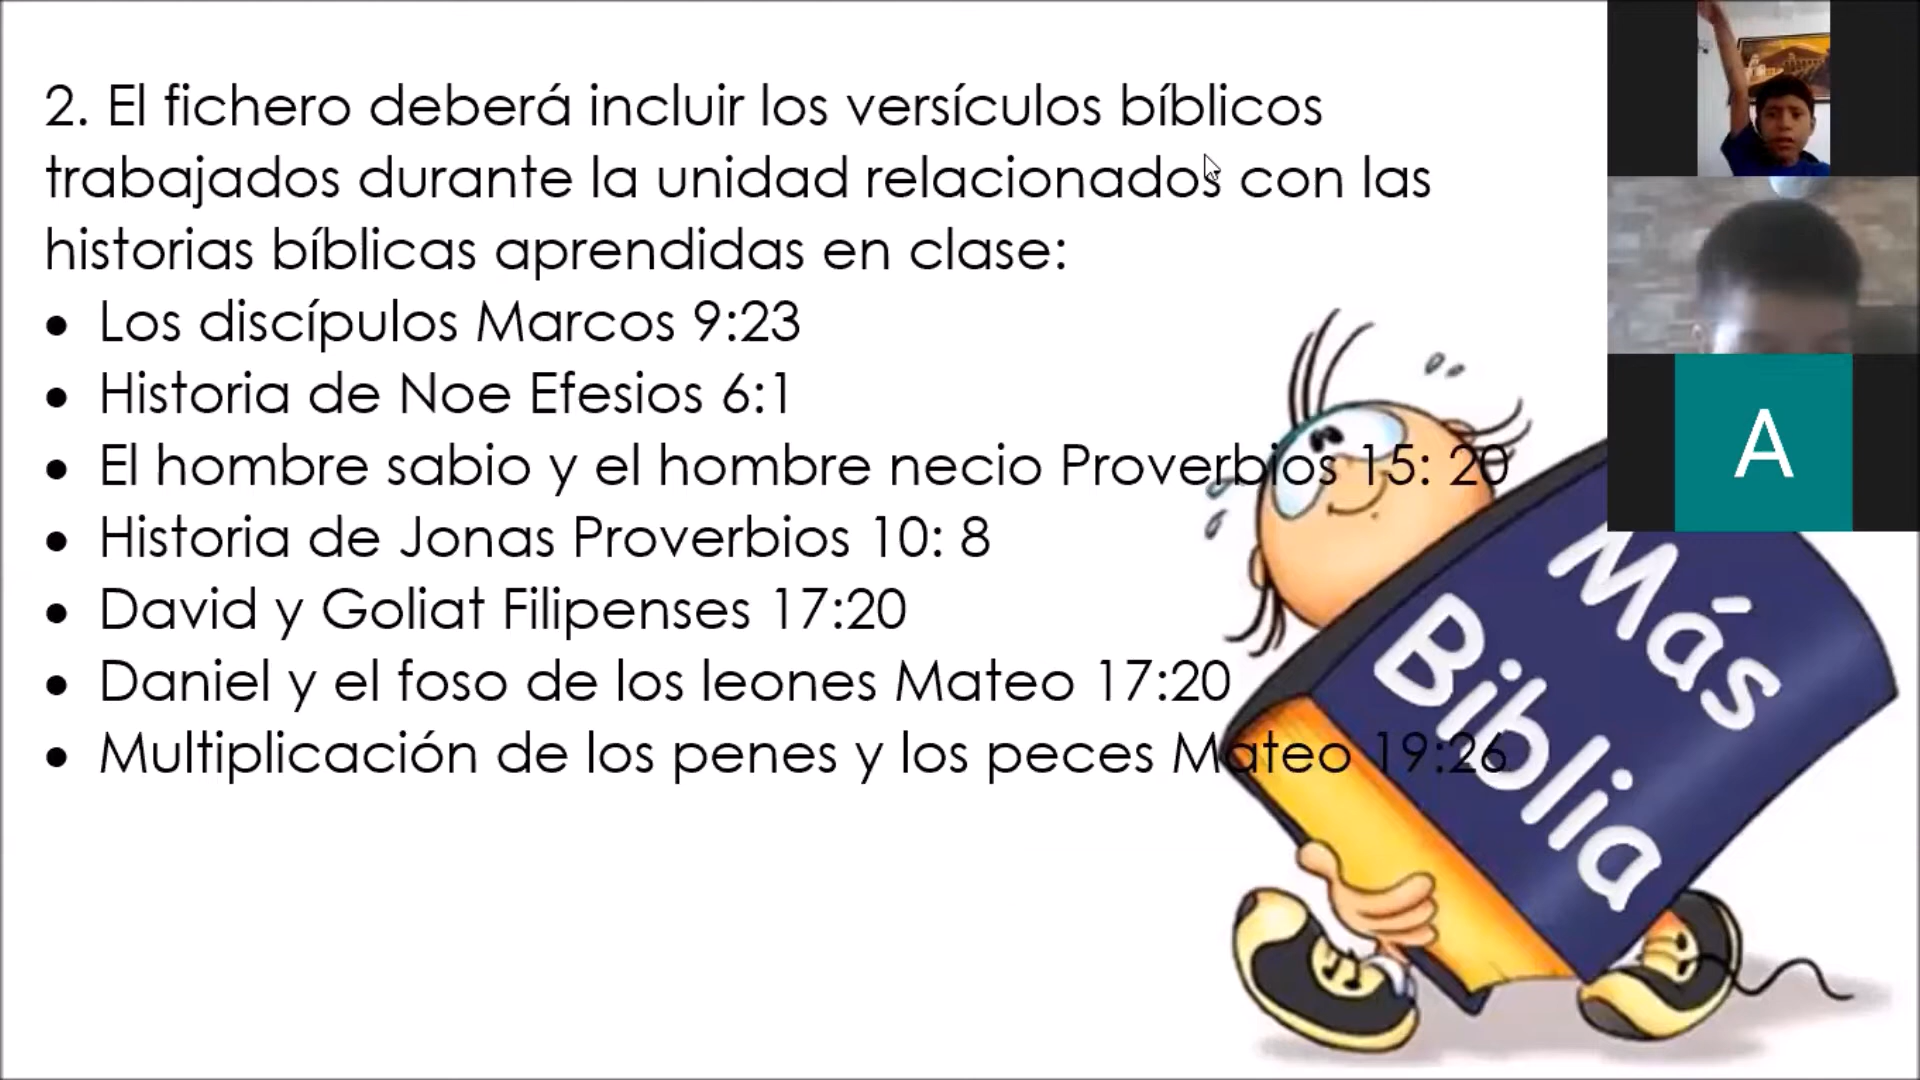 2. El fichero deberá incluir los versículos bíblicos
trabajados durante la unidad relacionados con las
historias bíblicas aprendidas en clase:
• Los discípulos Marcos 9:23
• Historia de Noe Efesios 6:1
• El hombre sabio y el hombre necio Proverbios 15: 20
• Historia de Jonas Proverbios 10: 8
• David y Goliat Filipenses 17:20
• Daniel y el foso de los leones Mateo 17:20
• Multiplicación de los penes y los peces Mateo 19:26
A
Más
Biblia